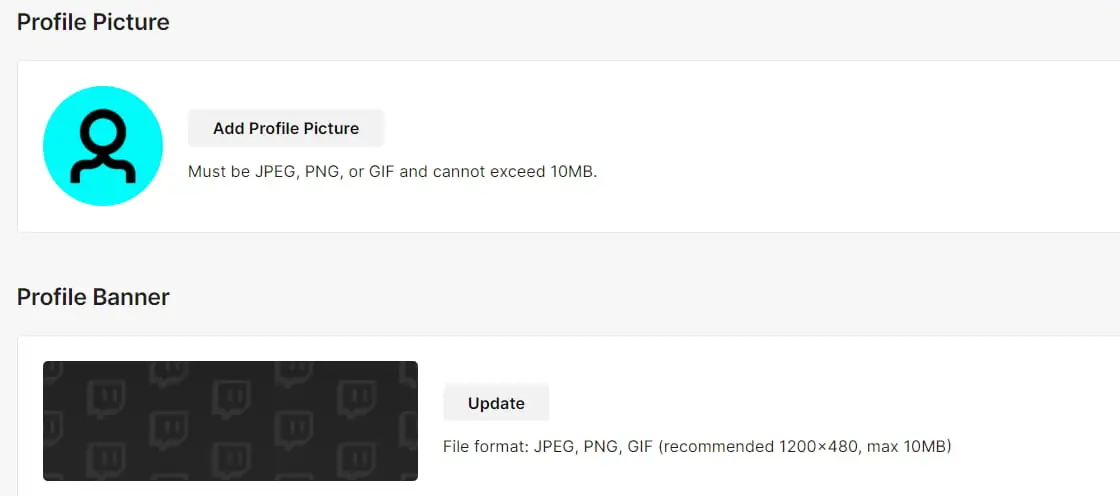 Profile Picture
Add Profile Picture
Must be JPEG, PNG, or GIF and cannot exceed 10MB.
Profile Banner
Update
File format: JPEG, PNG, GIF (recommended 1200×480, max 10MB)